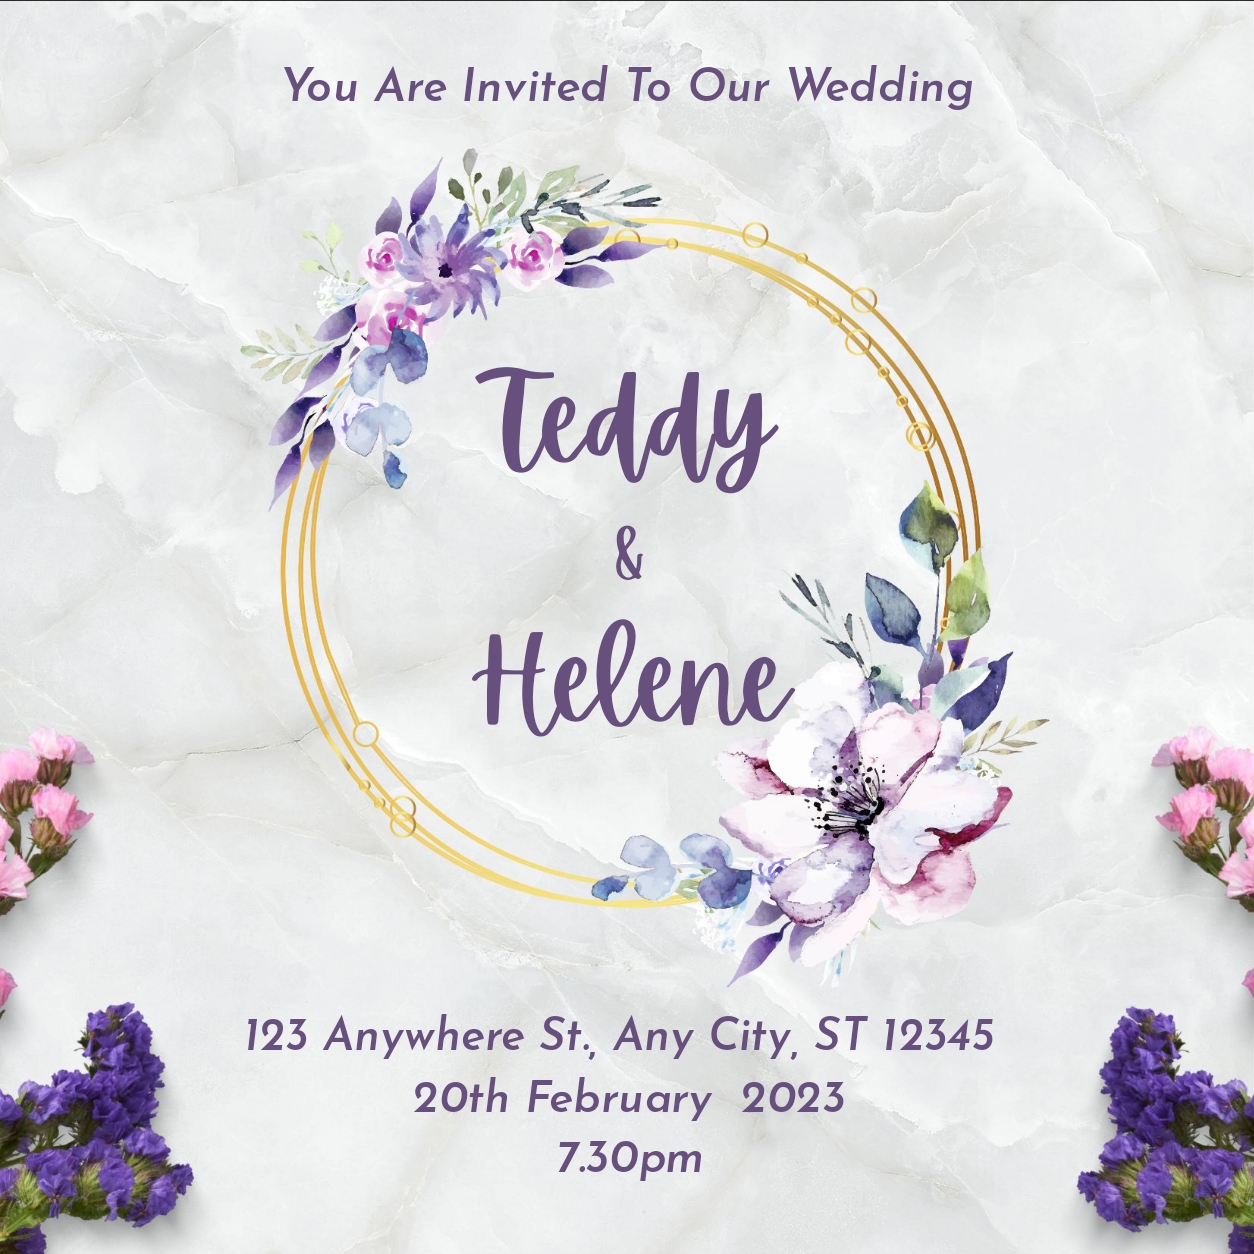 You Are Invited To Our Wedding
Teddy
&
Helene
123 Anywhere St., Any City, ST 12345
20th February 2023
7.30pm